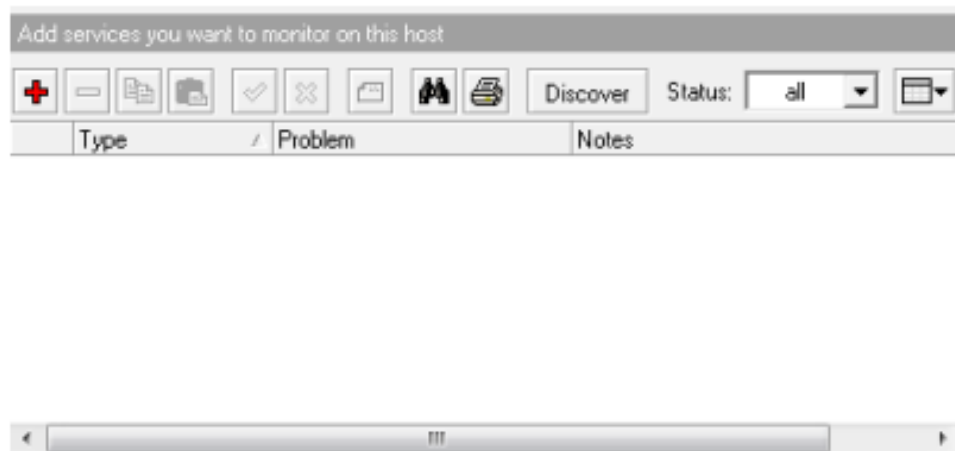 Add services you want to monitor on this host
Discover Status: all
Type Problem Notes